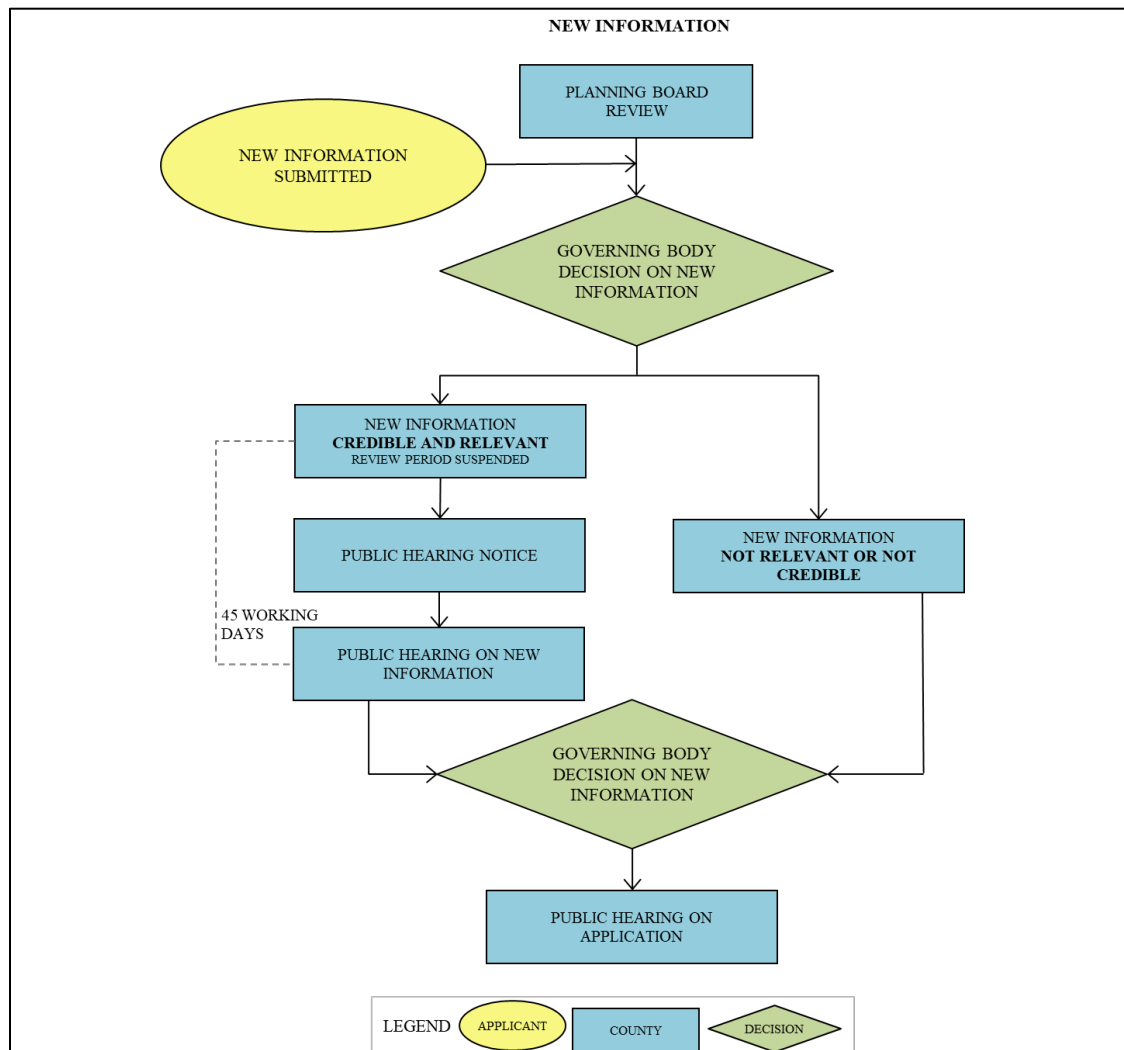 NEW INFORMATION
PLANNING BOARD
REVIEW
NEW INFORMATION
SUBMITTED
GOVERNING BODY
DECISION ON NEW
INFORMATION
NEW INFORMATION
CREDIBLE AND RELEVANT
REVIEW PERIOD SUSPENDED
PUBLIC HEARING NOTICE
NEW INFORMATION
NOT RELEVANT OR NOT
CREDIBLE
45 WORKING
DAYS
PUBLIC HEARING ON NEW
INFORMATION
GOVERNING BODY
DECISION ON NEW
INFORMATION
PUBLIC HEARING ON
APPLICATION
LEGEND
APPLICANT
COUNTY
DECISION